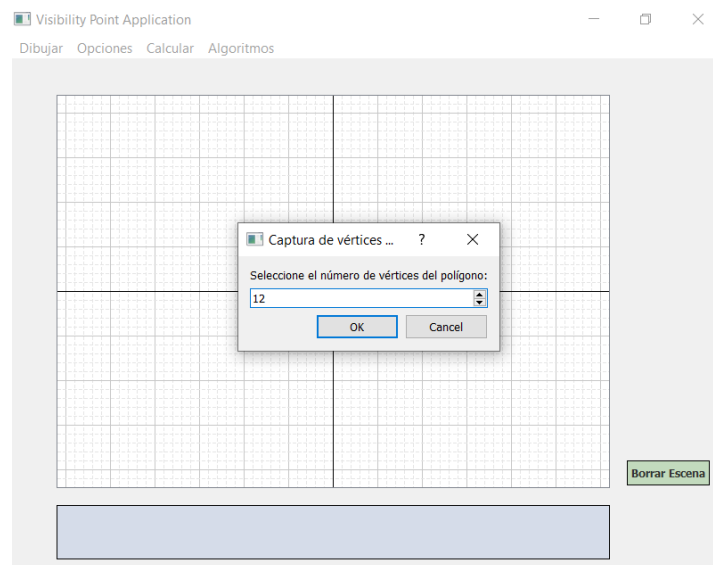 Visibility Point Application
Dibujar Opciones Calcular Algoritmos
Captura de vértices ... ?
Seleccione el número de vértices del polígono:
12
OK Cancel
Borrar Escena